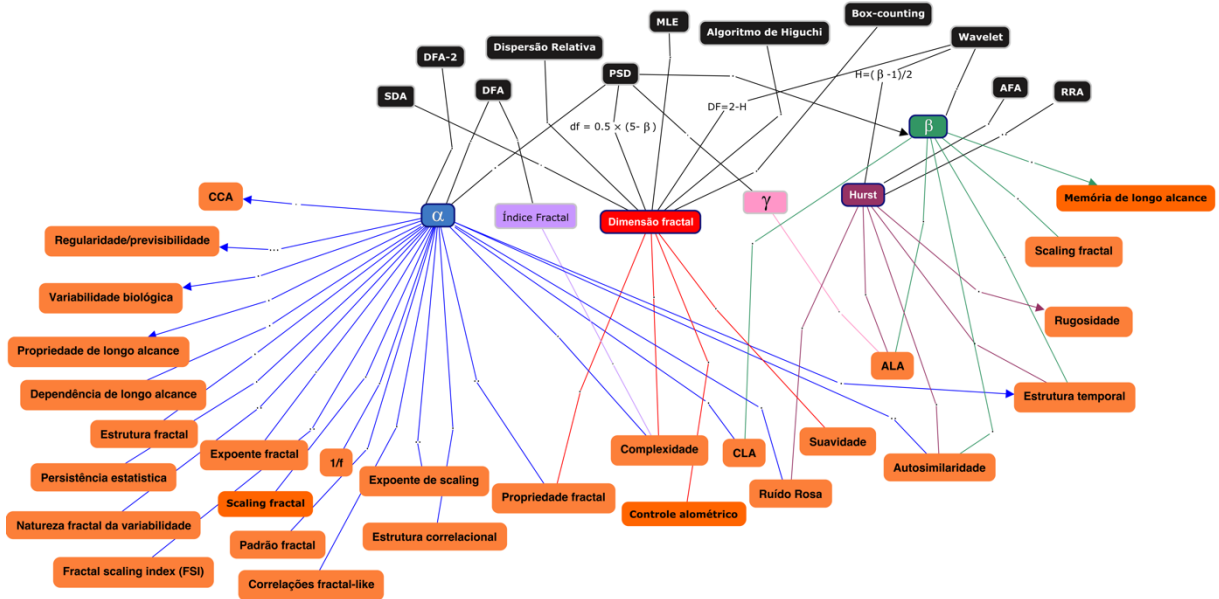 Box-counting
MLE
Algoritmo de Higuchi
Wavelet
Dispersão Relativa
DFA-2
PSD
H=(β-1)/2
DFA
AFA
RRA
SDA
DF=2-H
df = 0.5 × (5- β)
β
CCA
γ
Hurst
Memória de longo alcance
α
Índice Fractal
Dimensão fractal
Regularidade/previsibilidade
Scaling fractal
Variabilidade biológica
Rugosidade
Propriedade de longo alcance
ALA
Dependência de longo alcance
Estrutura temporal
Estrutura fractal
Suavidade
Expoente fractal
1/f
Complexidade
CLA
Autosimilaridade
Persistência estatistica
Expoente de scaling
Propriedade fractal
Ruído Rosa
Scaling fractal
Controle alométrico
Natureza fractal da variabilidade
Padrão fractal
Estrutura correlacional
Fractal scaling index (FSI)
Correlações fractal-like